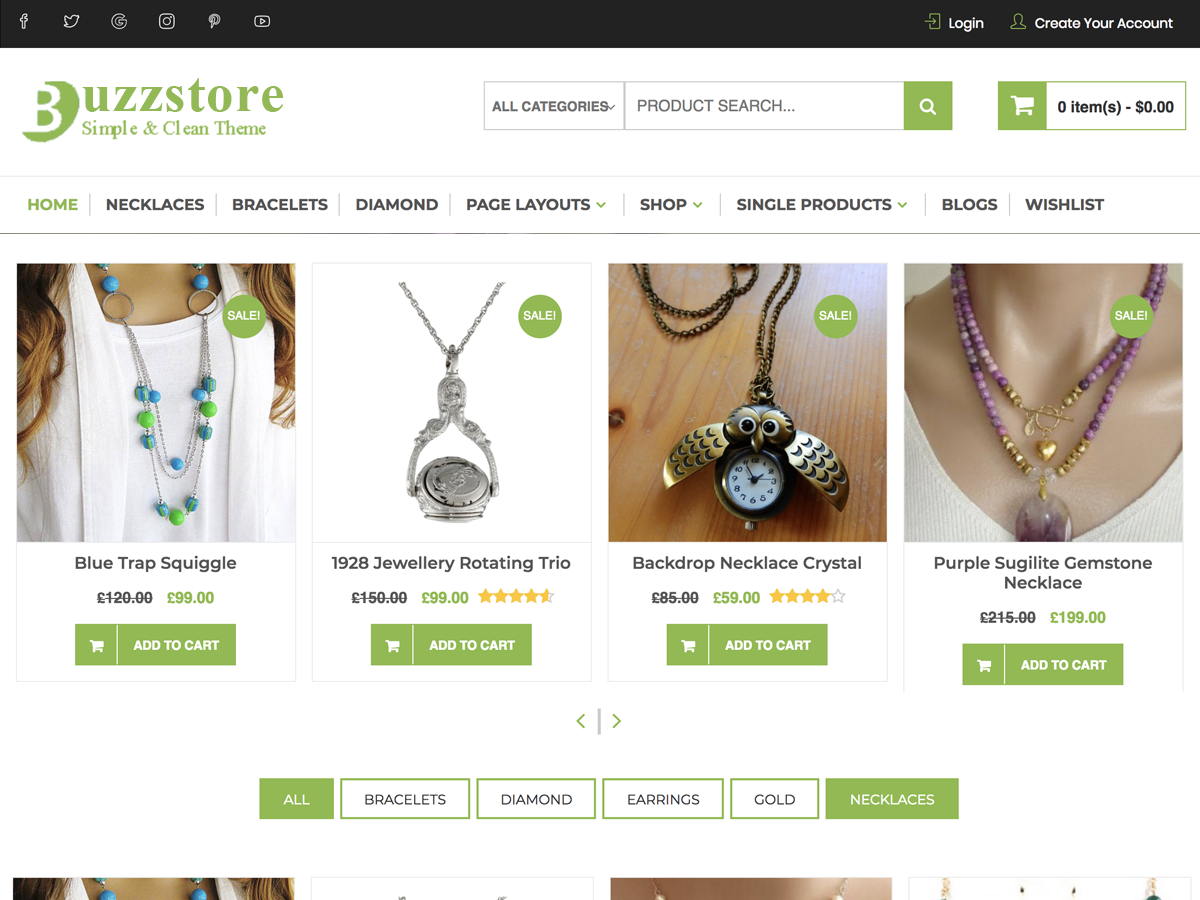 Login
Create Your Account
Buzzstore
Simple & Clean Theme
ALL CATEGORIES
PRODUCT SEARCH...
0 item(s) - $0.00
HOME
NECKLACES
BRACELETS
DIAMOND
PAGE LAYOUTS
SHOP
SINGLE PRODUCTS
BLOGS
WISHLIST
SALE!
SALE!
SALE!
SALE!
Blue Trap Squiggle
£120.00 £99.00
ADD TO CART
1928 Jewellery Rotating Trio
£150.00 £99.00
ADD TO CART
Backdrop Necklace Crystal
£85.00 £59.00
ADD TO CART
Purple Sugilite Gemstone
Necklace
£215.00 £199.00
ADD TO CART
ALL
BRACELETS
DIAMOND
EARRINGS
GOLD
NECKLACES